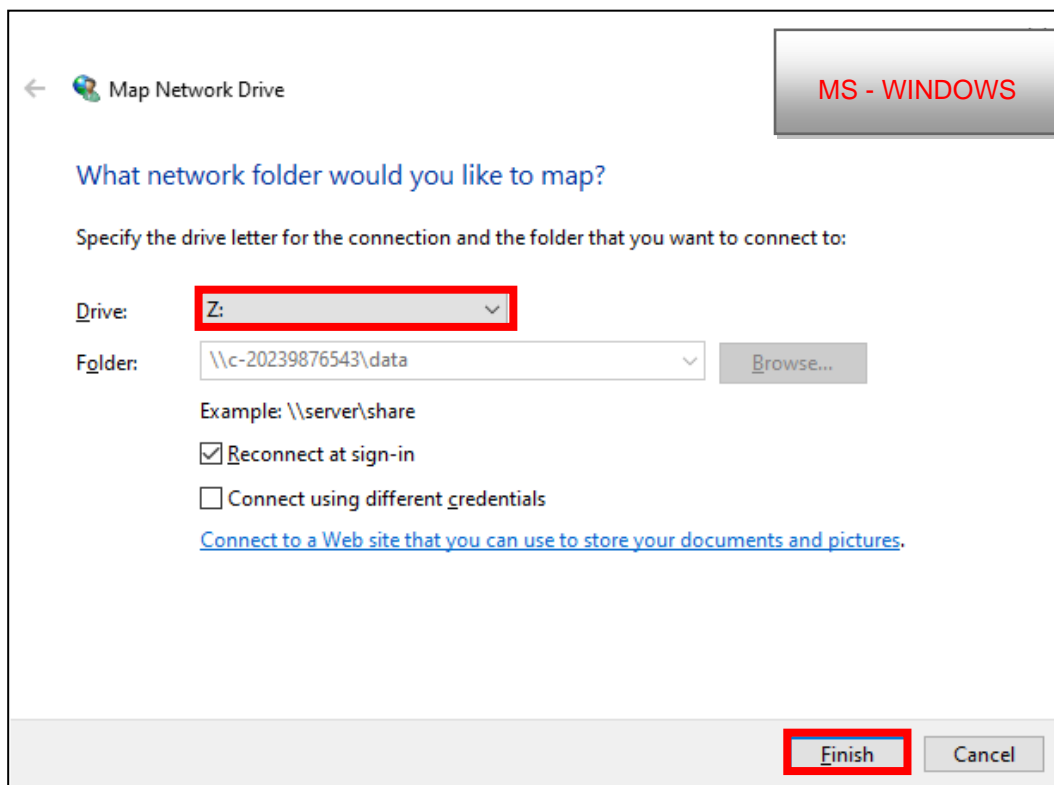 Map Network Drive
MS - WINDOWS
What network folder would you like to map?
Specify the drive letter for the connection and the folder that you want to connect to:
Drive: Z:
Folder: \\c-20239876543\data Browse...
Example: \\server\share
Reconnect at sign-in
Connect using different credentials
Connect to a Web site that you can use to store your documents and pictures.
Finish Cancel